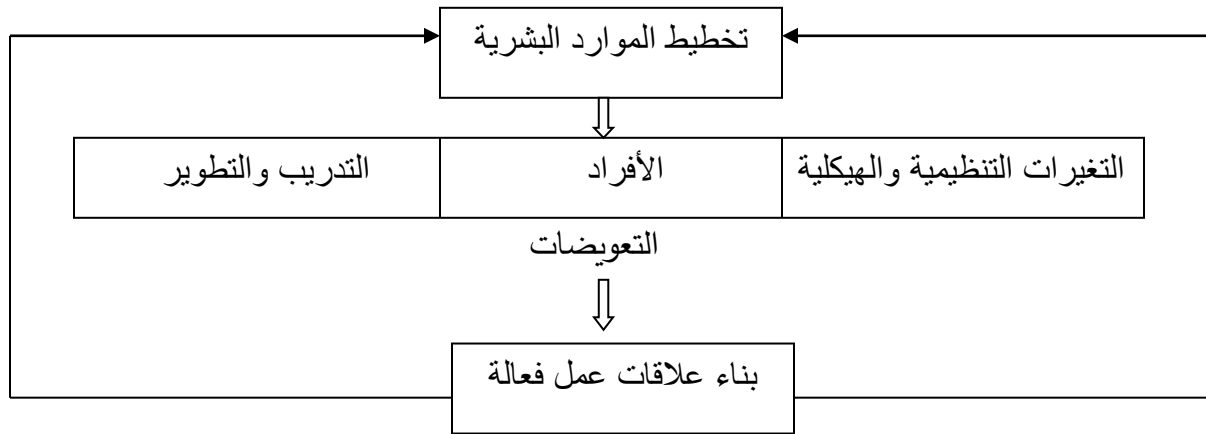 تخطيط الموارد البشرية
التغيرات التنظيمية والهيكلية
الأفراد
التدريب والتطوير
التعويضات
بناء علاقات عمل فعالة